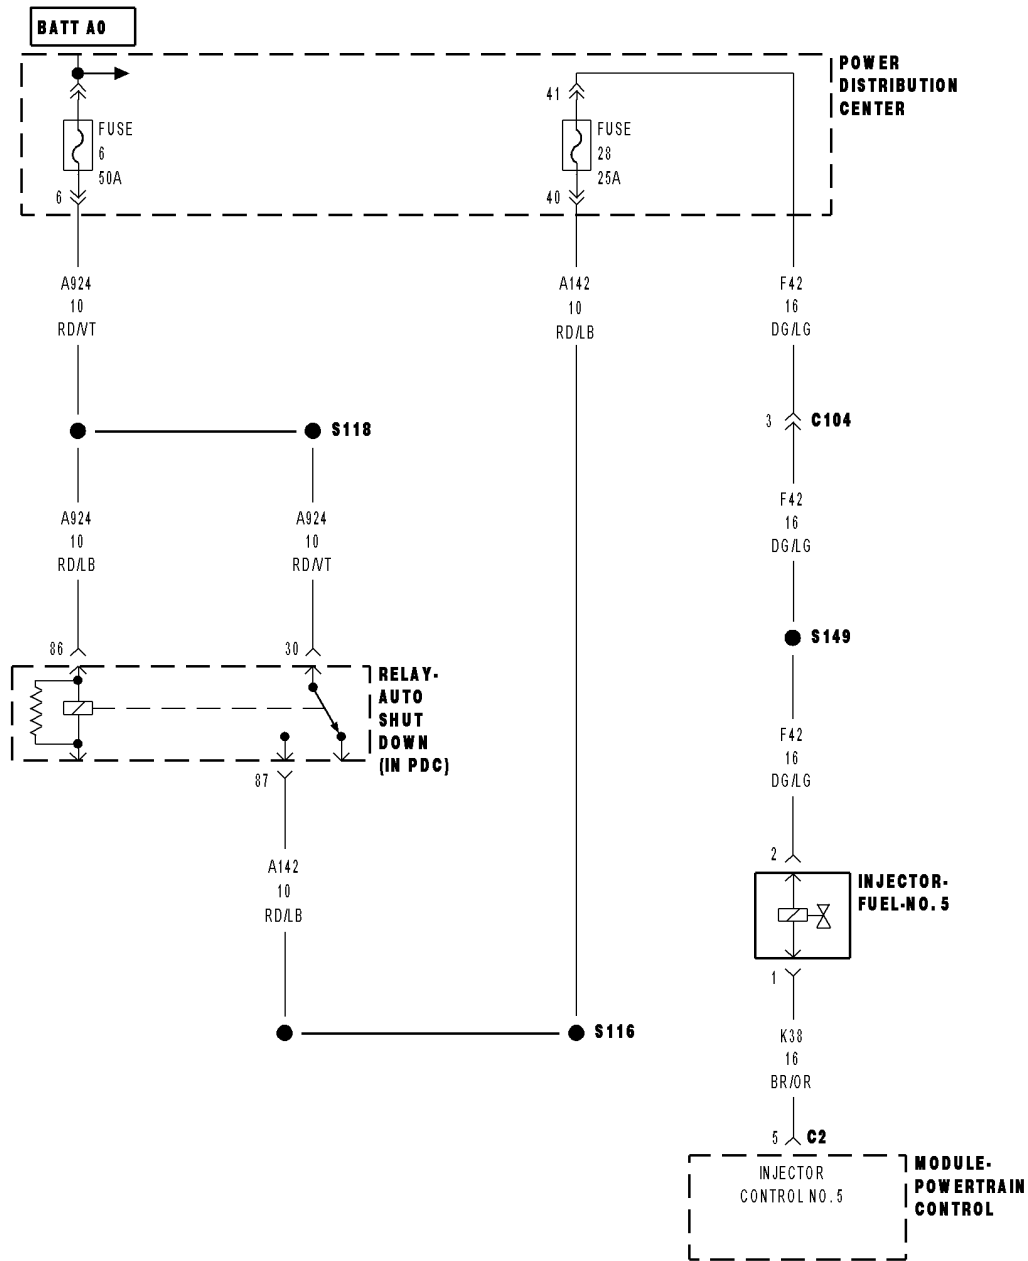 BATT A0
POWER
DISTRIBUTION
CENTER
41
FUSE
6
50A
FUSE
28
25A
6
40
A924
10
RD/VT
A142
10
RD/LB
F42
16
DG/LG
S118
3
C104
A924
10
RD/LB
A924
10
RD/VT
F42
16
DG/LG
S149
86
30
RELAY-
AUTO
SHUT
DOWN
(IN PDC)
87
F42
16
DG/LG
A142
10
RD/LB
2
INJECTOR-
FUEL-NO. 5
1
S116
K38
16
BR/OR
5
C2
INJECTOR
CONTROL NO. 5
MODULE-
POWERTRAIN
CONTROL